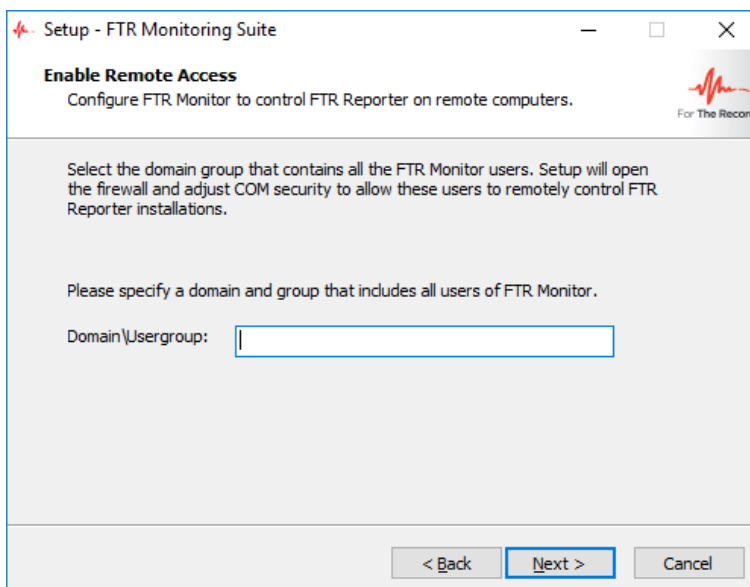 Setup - FTR Monitoring Suite
Enable Remote Access
Configure FTR Monitor to control FTR Reporter on remote computers.
For The Recor
Select the domain group that contains all the FTR Monitor users. Setup will open
the firewall and adjust COM security to allow these users to remotely control FTR
Reporter installations.
Please specify a domain and group that includes all users of FTR Monitor.
Domain\Usergroup:
< Back Next > Cancel